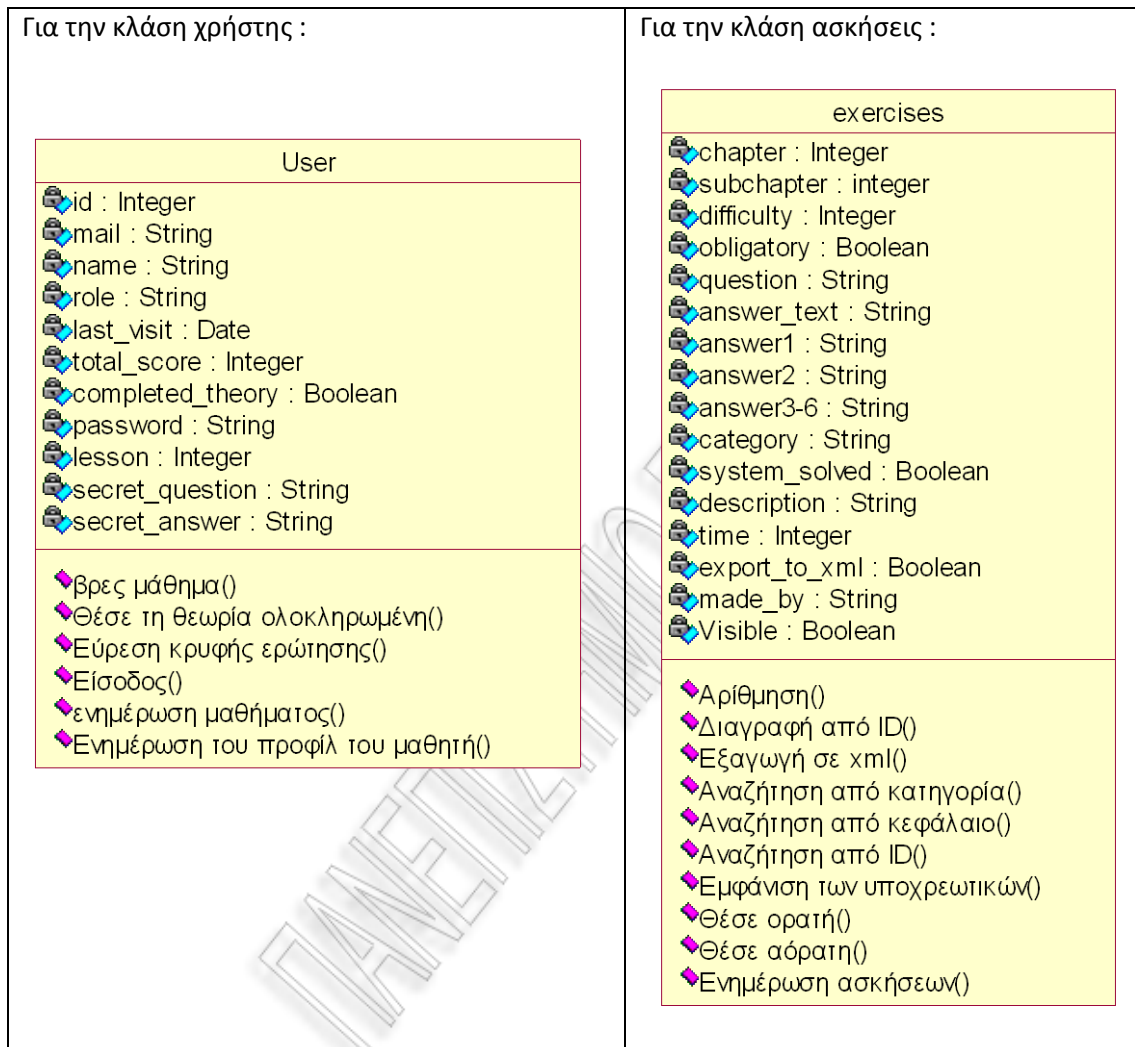 Για την κλάση χρήστης :
User
id : Integer
mail : String
name : String
role : String
last_visit : Date
total_score : Integer
completed_theory : Boolean
password : String
lesson : Integer
secret_question : String
secret_answer : String
βρες μάθημα()
Θέσε τη θεωρία ολοκληρωμένη()
Εύρεση κρυφής ερώτησης()
Είσοδος()
ενημέρωση μαθήματος()
Ενημέρωση του προφίλ του μαθητή()
Για την κλάση ασκήσεις :
exercises
chapter : Integer
subchapter : integer
difficulty : Integer
obligatory : Boolean
question : String
answer_text : String
answer1 : String
answer2 : String
answer3-6 : String
category : String
system_solved : Boolean
description : String
time : Integer
export_to_xml : Boolean
made_by : String
Visible : Boolean
Αρίθμηση()
Διαγραφή από ID()
Εξαγωγή σε xml()
Αναζήτηση από κατηγορία()
Αναζήτηση από κεφάλαιο()
Αναζήτηση από ID()
Εμφάνιση των υποχρεωτικών()
Θέσε ορατή()
Θέσε αόρατη()
Ενημέρωση ασκήσεων()